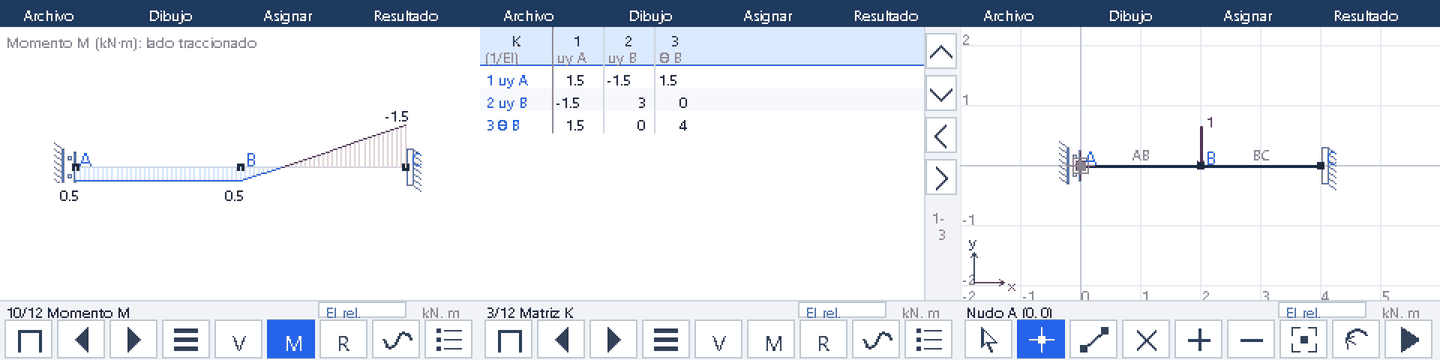 Archivo Dibujo Asignar Resultado
Momento M (kN·m): lado traccionado
-1.5
A B
0.5 0.5
10/12 Momento M EI rel. kN. m
V M R
Archivo Dibujo Asignar Resultado
K 1 2 3
(1/EI) uy A uy B Θ B
1 uy A 1.5 -1.5 1.5
2 uy B -1.5 3 0
3 Θ B 1.5 0 4
1-
3
3/12 Matriz K EI rel. kN. m
V M R
Archivo Dibujo Asignar Resultado
2
1
1
A AB B BC
-1
y
x
-2
-2 -1 0 1 2 3 4 5
Nudo A (0, 0) EI rel. kN. m